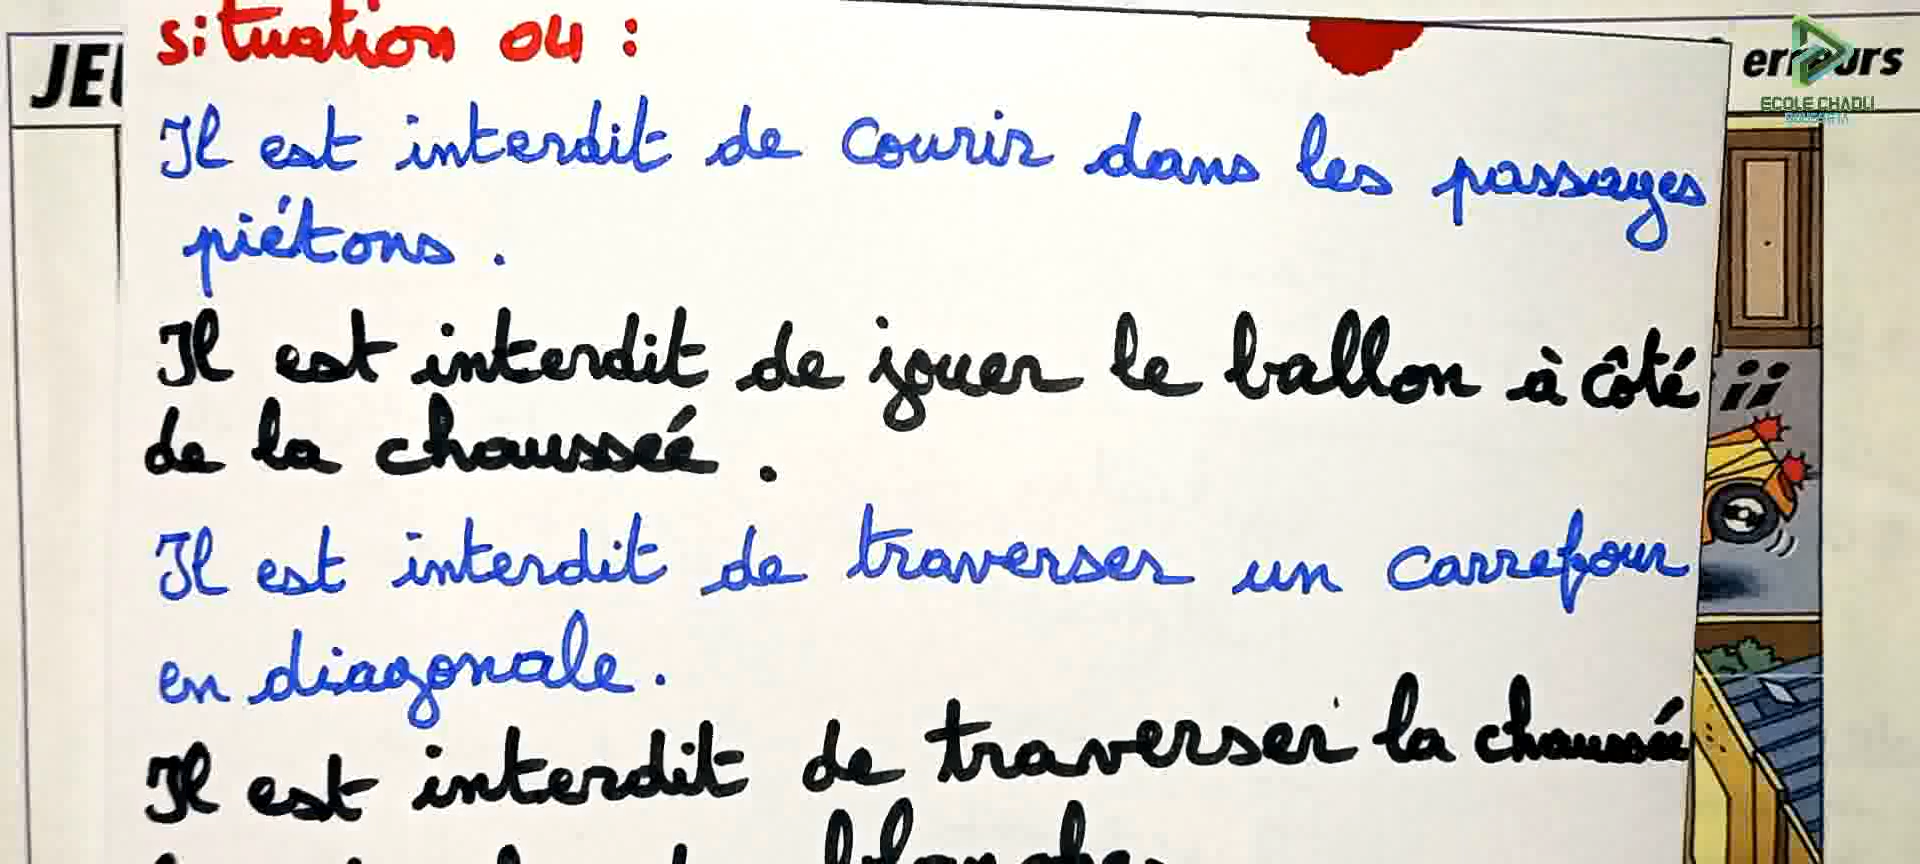 situation 04 :
JEU
erreurs
ECOLE CHADLI
Il est interdit de courir dans les passages
piétons .
Il est interdit de jouer le ballon à côté
de la chausseé .
Il est interdit de traverser un carrefour
en diagonale.
Il est interdit de traverser la chaussée